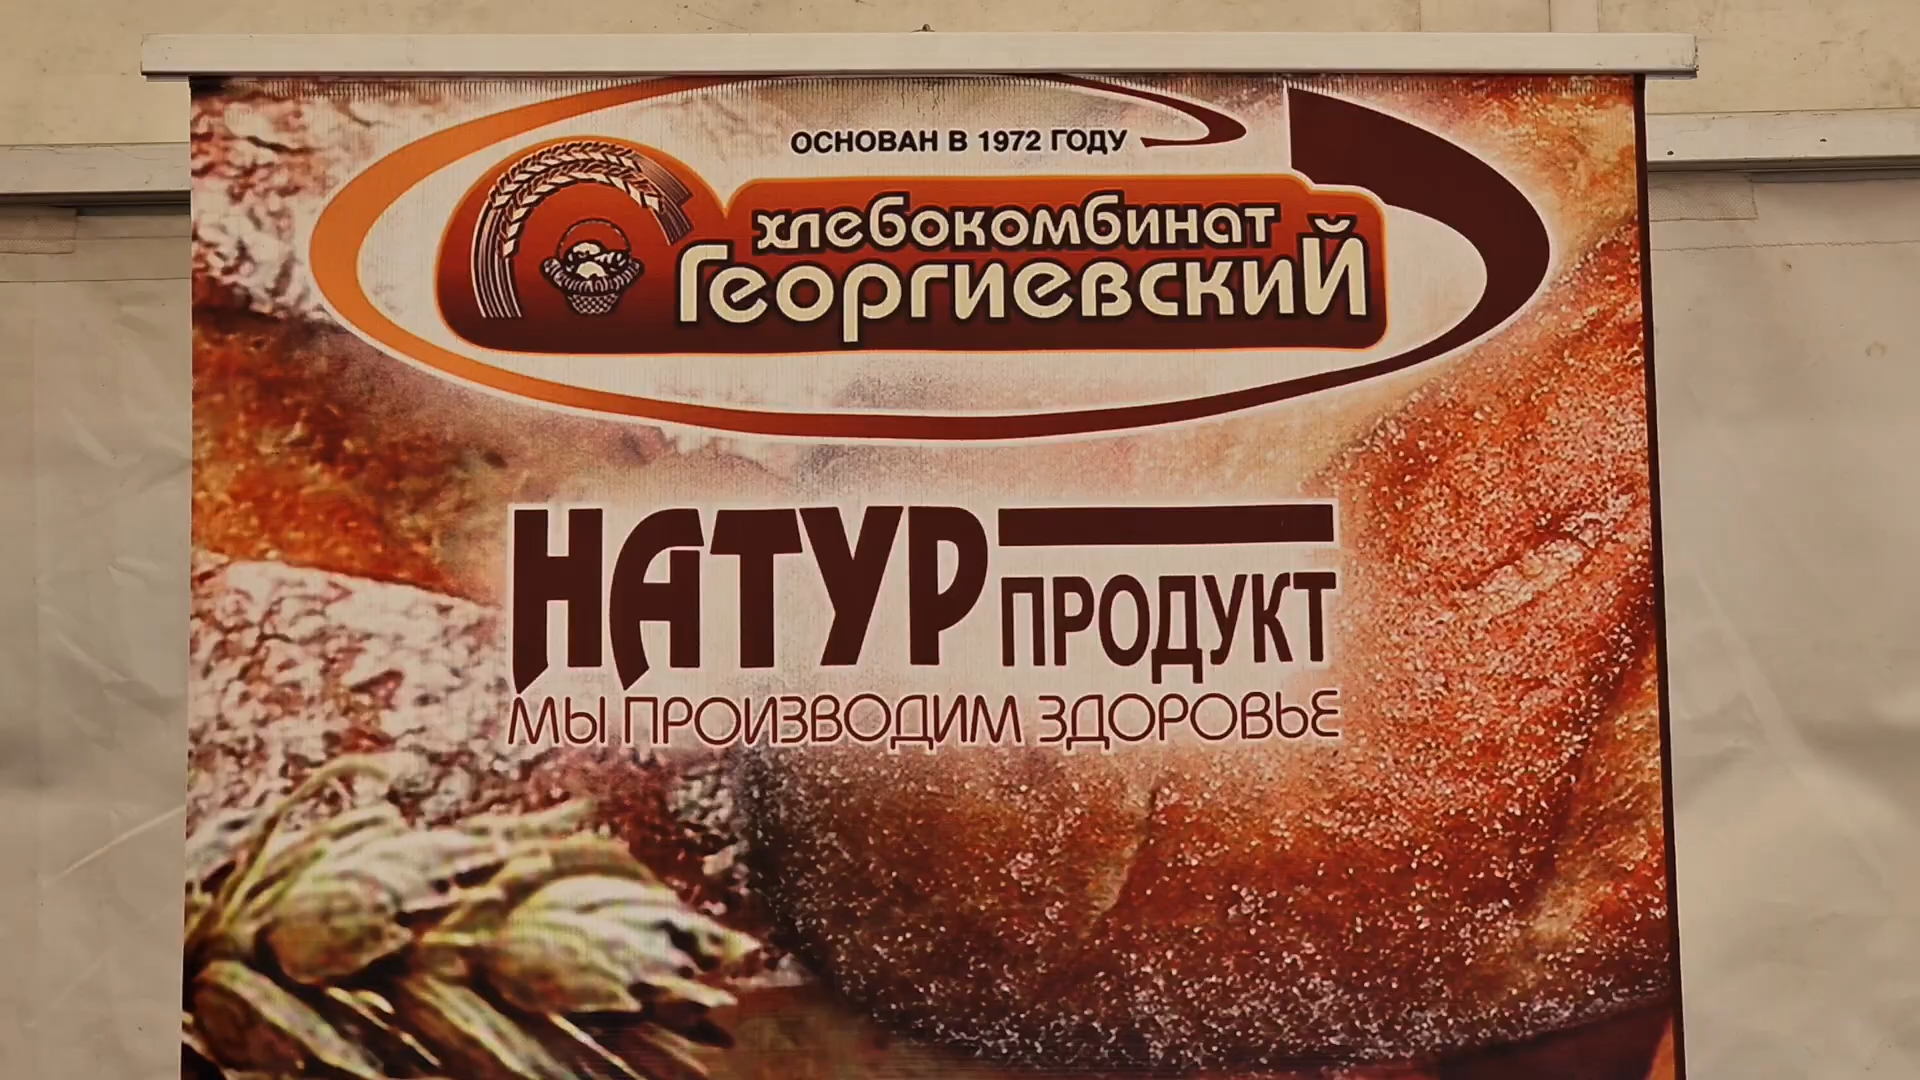 ОСНОВАН В 1972 ГОДУ
хлебокомбинат
Георгиевский
НАТУР ПРОДУКТ
МЫ ПРОИЗВОДИМ ЗДОРОВЬЕ